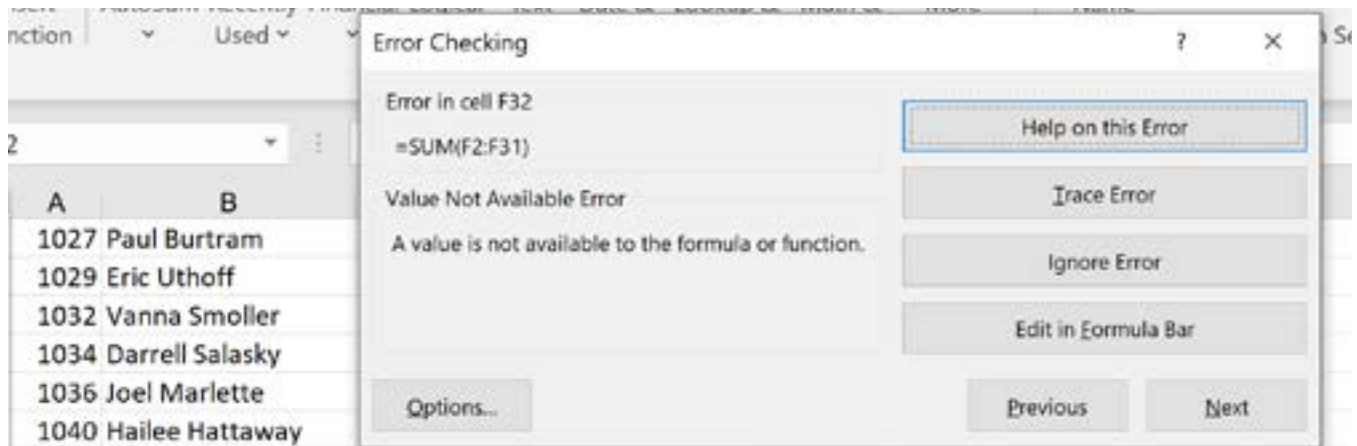 nction
Used
Error Checking
?
Error in cell F32
=SUM(F2:F31)
Value Not Available Error
A value is not available to the formula or function.
Help on this Error
Trace Error
Ignore Error
Edit in Formula Bar
Options...
Previous
Next
2
A B
1027 Paul Burtram
1029 Eric Uthoff
1032 Vanna Smoller
1034 Darrell Salasky
1036 Joel Marlette
1040 Hailee Hattaway